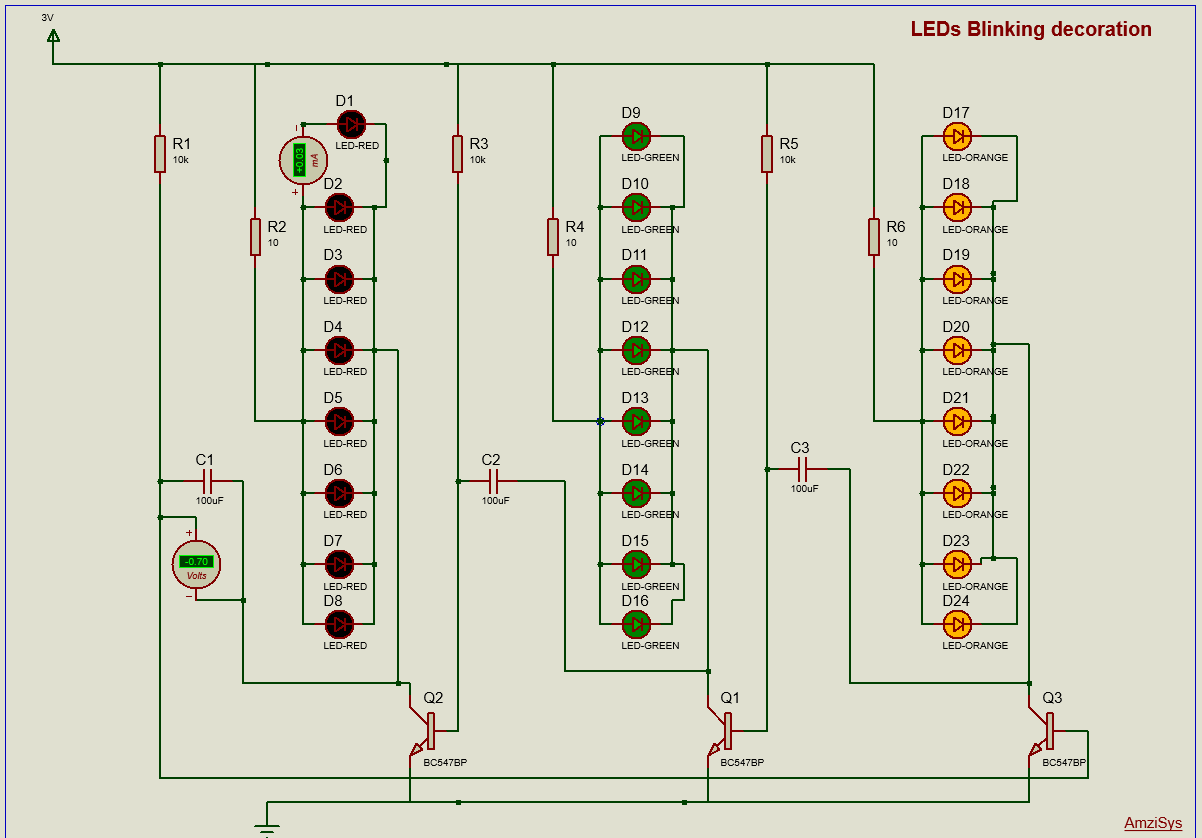 3V
LEDs Blinking decoration
R1
10k
R2
10
D1
LED-RED
+0.03
mA
+
−
D2
LED-RED
D3
LED-RED
D4
LED-RED
D5
LED-RED
D6
LED-RED
D7
LED-RED
D8
LED-RED
C1
100uF
+
-0.70
Volts
−
Q2
BC547BP
R3
10k
R4
10
D9
LED-GREEN
D10
LED-GREEN
D11
LED-GREEN
D12
LED-GREEN
D13
LED-GREEN
D14
LED-GREEN
D15
LED-GREEN
D16
LED-GREEN
C2
100uF
Q1
BC547BP
R5
10k
R6
10
D17
LED-ORANGE
D18
LED-ORANGE
D19
LED-ORANGE
D20
LED-ORANGE
D21
LED-ORANGE
D22
LED-ORANGE
D23
LED-ORANGE
D24
LED-ORANGE
C3
100uF
Q3
BC547BP
AmziSys